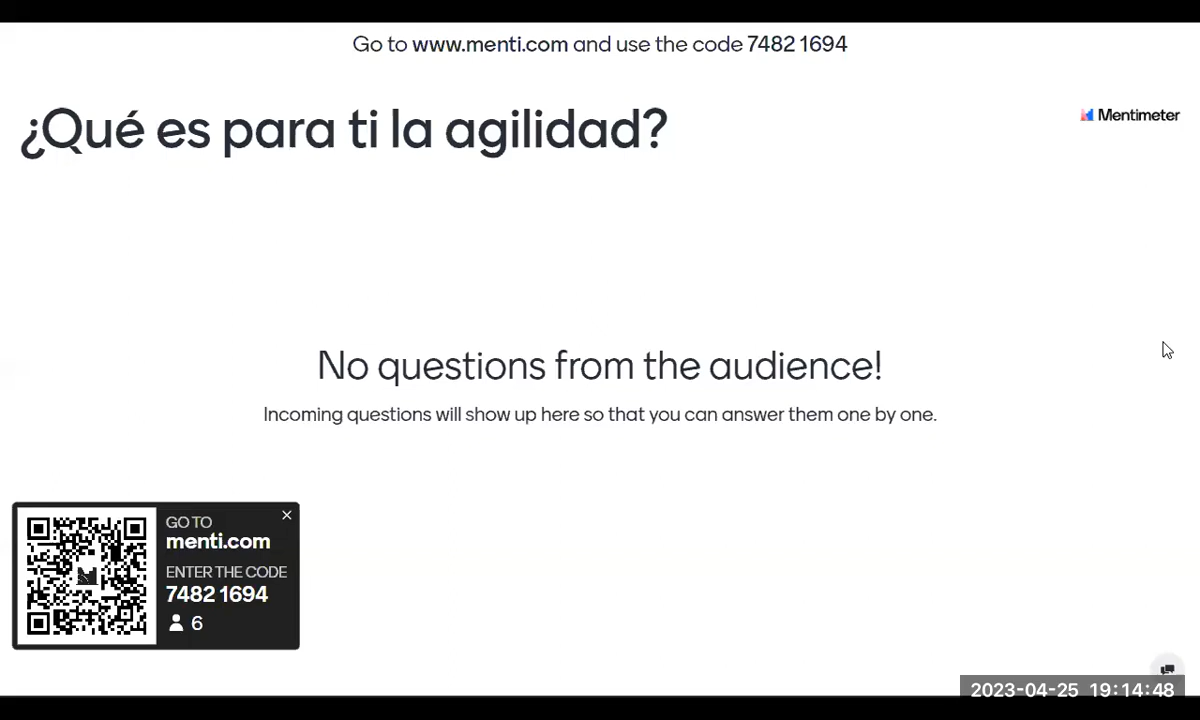 Go to www.menti.com and use the code 7482 1694
¿Qué es para ti la agilidad?
Mentimeter
No questions from the audience!
Incoming questions will show up here so that you can answer them one by one.
GO TO
menti.com
ENTER THE CODE
7482 1694
6
2023-04-25 19:14:48